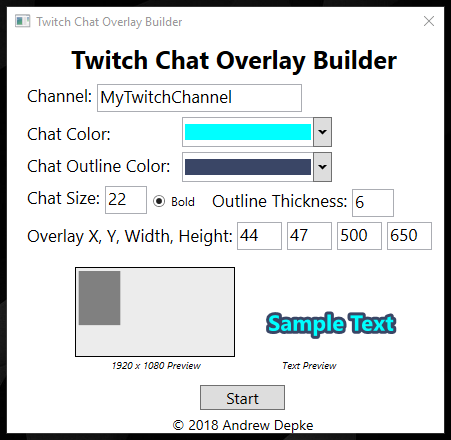 Twitch Chat Overlay Builder
Twitch Chat Overlay Builder
Channel: MyTwitchChannel
Chat Color:
Chat Outline Color:
Chat Size: 22 Bold Outline Thickness: 6
Overlay X, Y, Width, Height: 44 47 500 650
Sample Text
1920 x 1080 Preview Text Preview
Start
© 2018 Andrew Depke